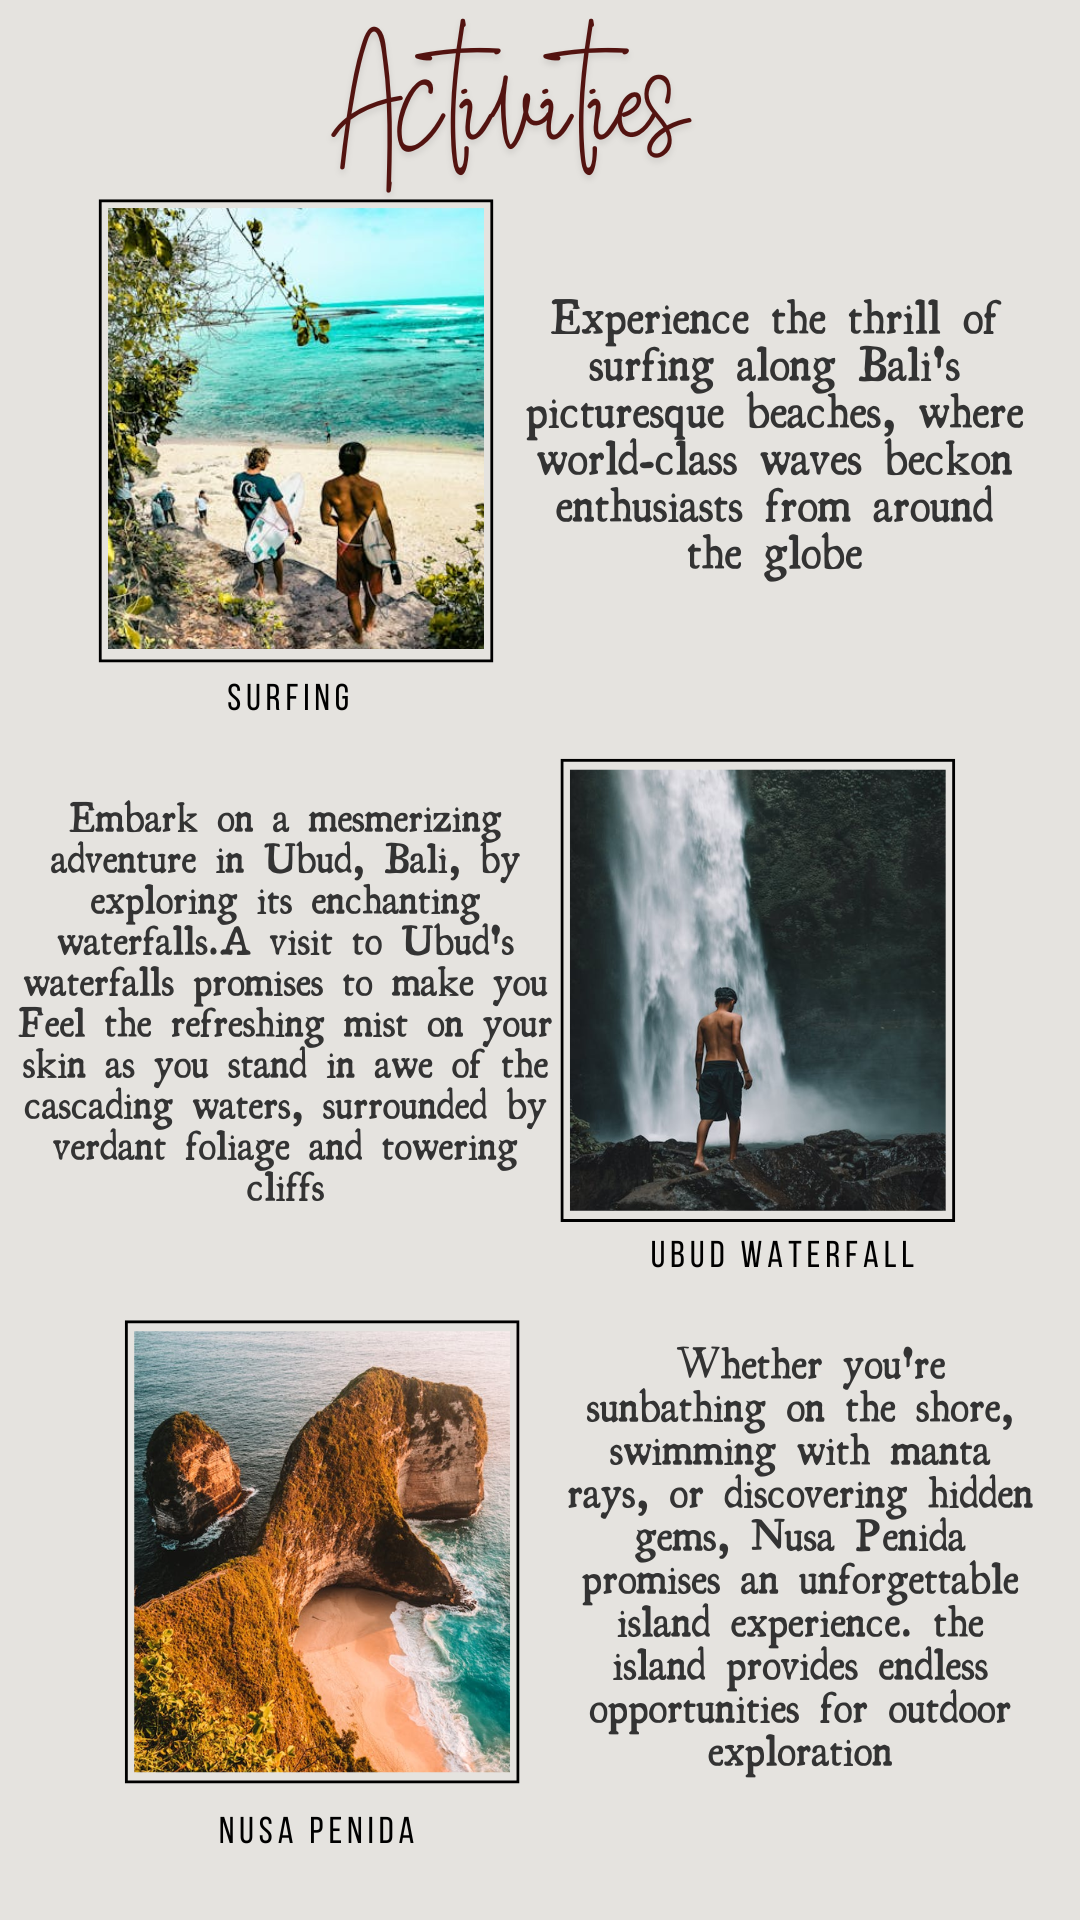 Activities
Experience the thrill of
surfing along Bali's
picturesque beaches, where
world-class waves beckon
enthusiasts from around
the globe
SURFING
Embark on a mesmerizing
adventure in Ubud, Bali, by
exploring its enchanting
waterfalls.A visit to Ubud's
waterfalls promises to make you
Feel the refreshing mist on your
skin as you stand in awe of the
cascading waters, surrounded by
verdant foliage and towering
cliffs
UBUD WATERFALL
Whether you're
sunbathing on the shore,
swimming with manta
rays, or discovering hidden
gems, Nusa Penida
promises an unforgettable
island experience. the
island provides endless
opportunities for outdoor
exploration
NUSA PENIDA